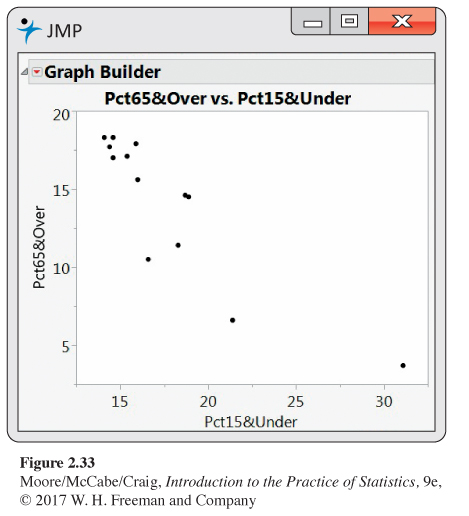 JMP
Graph Builder
Pct65&Over vs. Pct15&Under
20
15
10
5
Pct65&Over
15 20 25 30
Pct15&Under
Figure 2.33
Moore/McCabe/Craig, Introduction to the Practice of Statistics, 9e,
© 2017 W. H. Freeman and Company